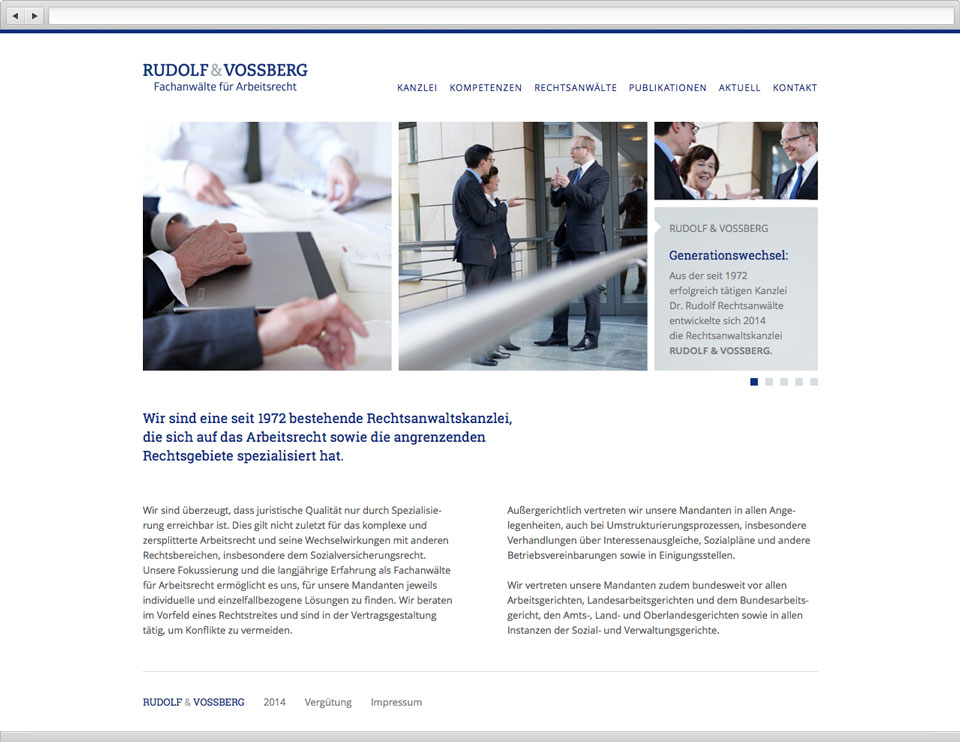 RUDOLF & VOSSBERG
Fachanwälte für Arbeitsrecht
KANZLEI KOMPETENZEN RECHTSANWÄLTE PUBLIKATIONEN AKTUELL KONTAKT
RUDOLF & VOSSBERG
Generationswechsel:
Aus der seit 1972
erfolgreich tätigen Kanzlei
Dr. Rudolf Rechtsanwälte
entwickelte sich 2014
die Rechtsanwaltskanzlei
RUDOLF & VOSSBERG.
Wir sind eine seit 1972 bestehende Rechtsanwaltskanzlei,
die sich auf das Arbeitsrecht sowie die angrenzenden
Rechtsgebiete spezialisiert hat.
Wir sind überzeugt, dass juristische Qualität nur durch Spezialisie-
rung erreichbar ist. Dies gilt nicht zuletzt für das komplexe und
zersplitterte Arbeitsrecht und seine Wechselwirkungen mit anderen
Rechtsbereichen, insbesondere dem Sozialversicherungsrecht.
Unsere Fokussierung und die langjährige Erfahrung als Fachanwälte
für Arbeitsrecht ermöglicht es uns, für unsere Mandanten jeweils
individuelle und einzelfallbezogene Lösungen zu finden. Wir beraten
im Vorfeld eines Rechtstreites und sind in der Vertragsgestaltung
tätig, um Konflikte zu vermeiden.
Außergerichtlich vertreten wir unsere Mandanten in allen Ange-
legenheiten, auch bei Umstrukturierungsprozessen, insbesondere
Verhandlungen über Interessenausgleiche, Sozialpläne und andere
Betriebsvereinbarungen sowie in Einigungsstellen.
Wir vertreten unsere Mandanten zudem bundesweit vor allen
Arbeitsgerichten, Landesarbeitsgerichten und dem Bundesarbeits-
gericht, den Amts-, Land- und Oberlandesgerichten sowie in allen
Instanzen der Sozial- und Verwaltungsgerichte.
RUDOLF & VOSSBERG 2014 Vergütung Impressum